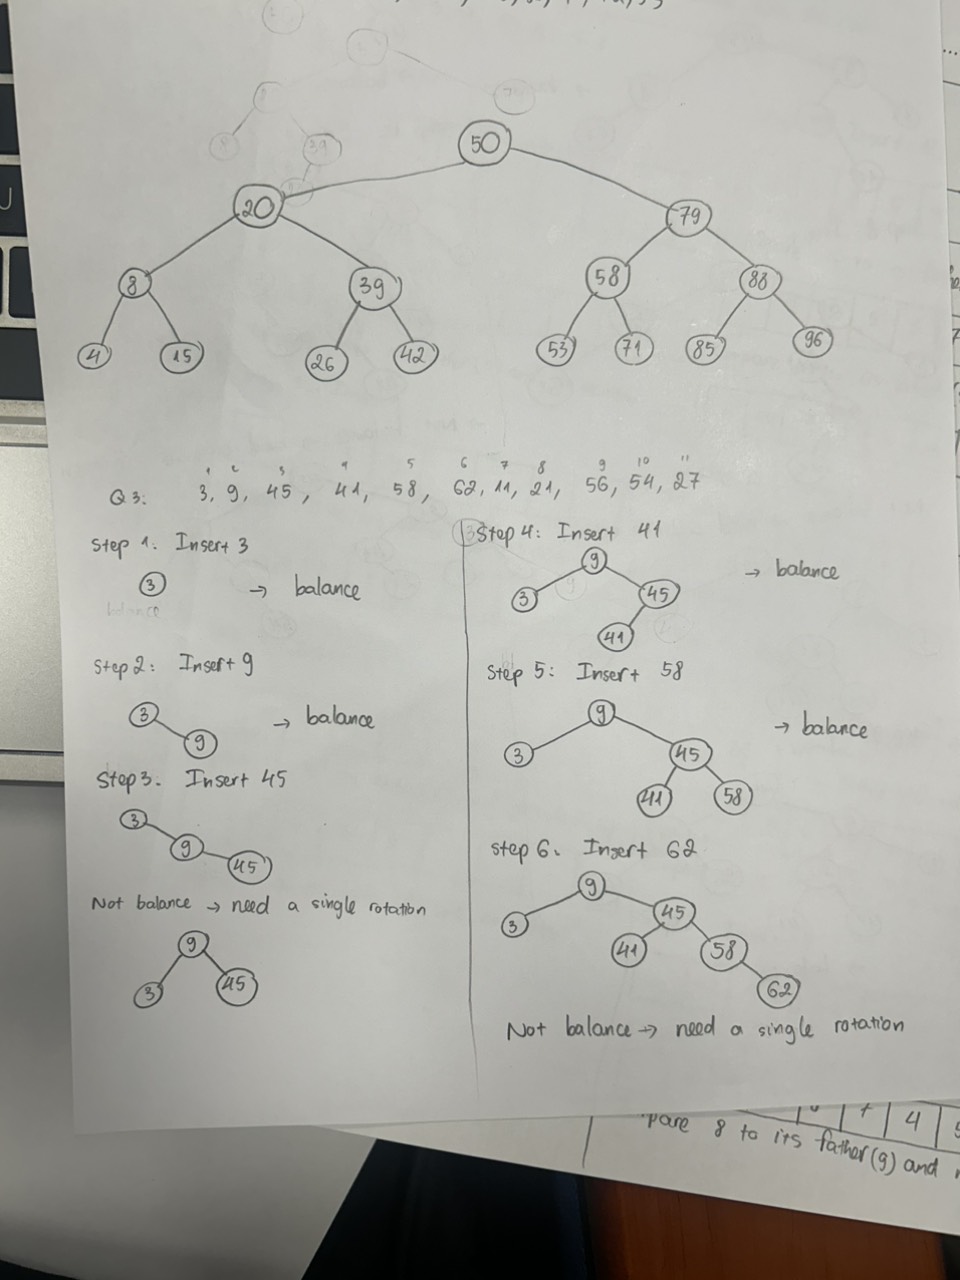 50
20 79
8 39 58 88
4 15 26 42 53 71 85 96
1 2 3 4 5 6 7 8 9 10 11
Q3: 3, 9, 45, 41, 58, 62, 11, 21, 56, 54, 27
Step 1: Insert 3
3 → balance
balance
Step 2: Insert 9
3
9 → balance
Step 3. Insert 45
3
9
45
Not balance → need a single rotation
9
3 45
Step 4: Insert 41
9 → balance
3 45
41
Step 5: Insert 58
9 → balance
3 45
41 58
Step 6. Insert 62
9
3 45
41 58
62
Not balance → need a single rotation
4
8 to its father(9) and